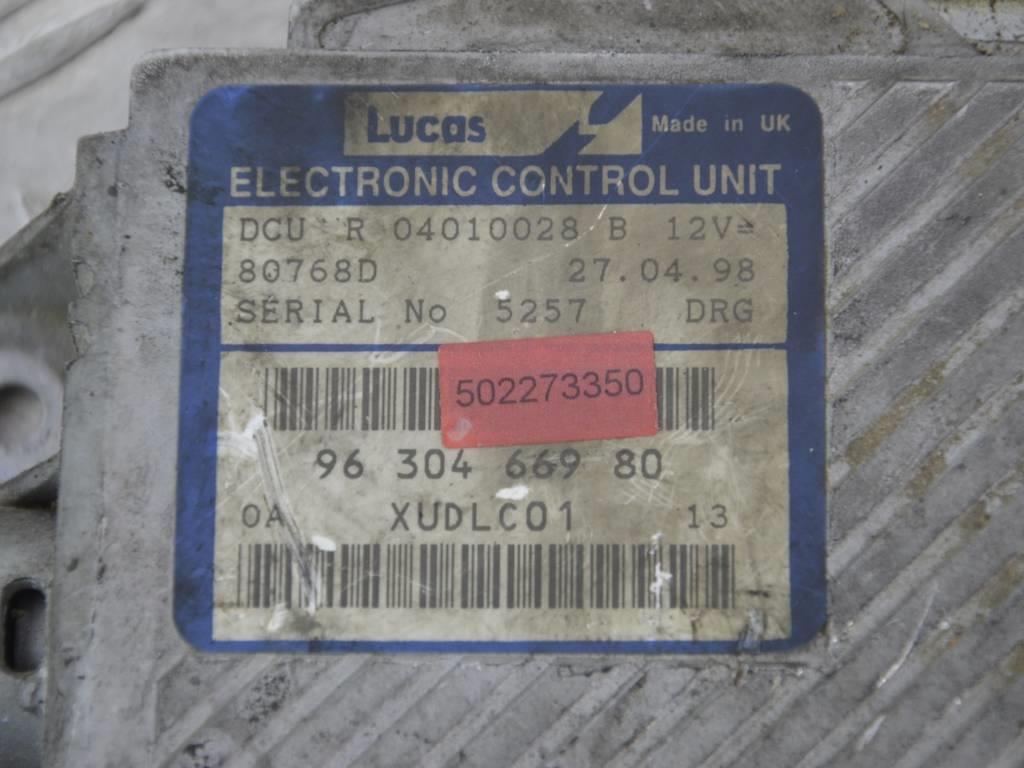 Lucas Made in UK
ELECTRONIC CONTROL UNIT
DCU R 04010028 B 12V=
80768D 27.04.98
SÉRIAL No 5257 DRG
502273350
96 304 669 80
0A XUDLC01 13